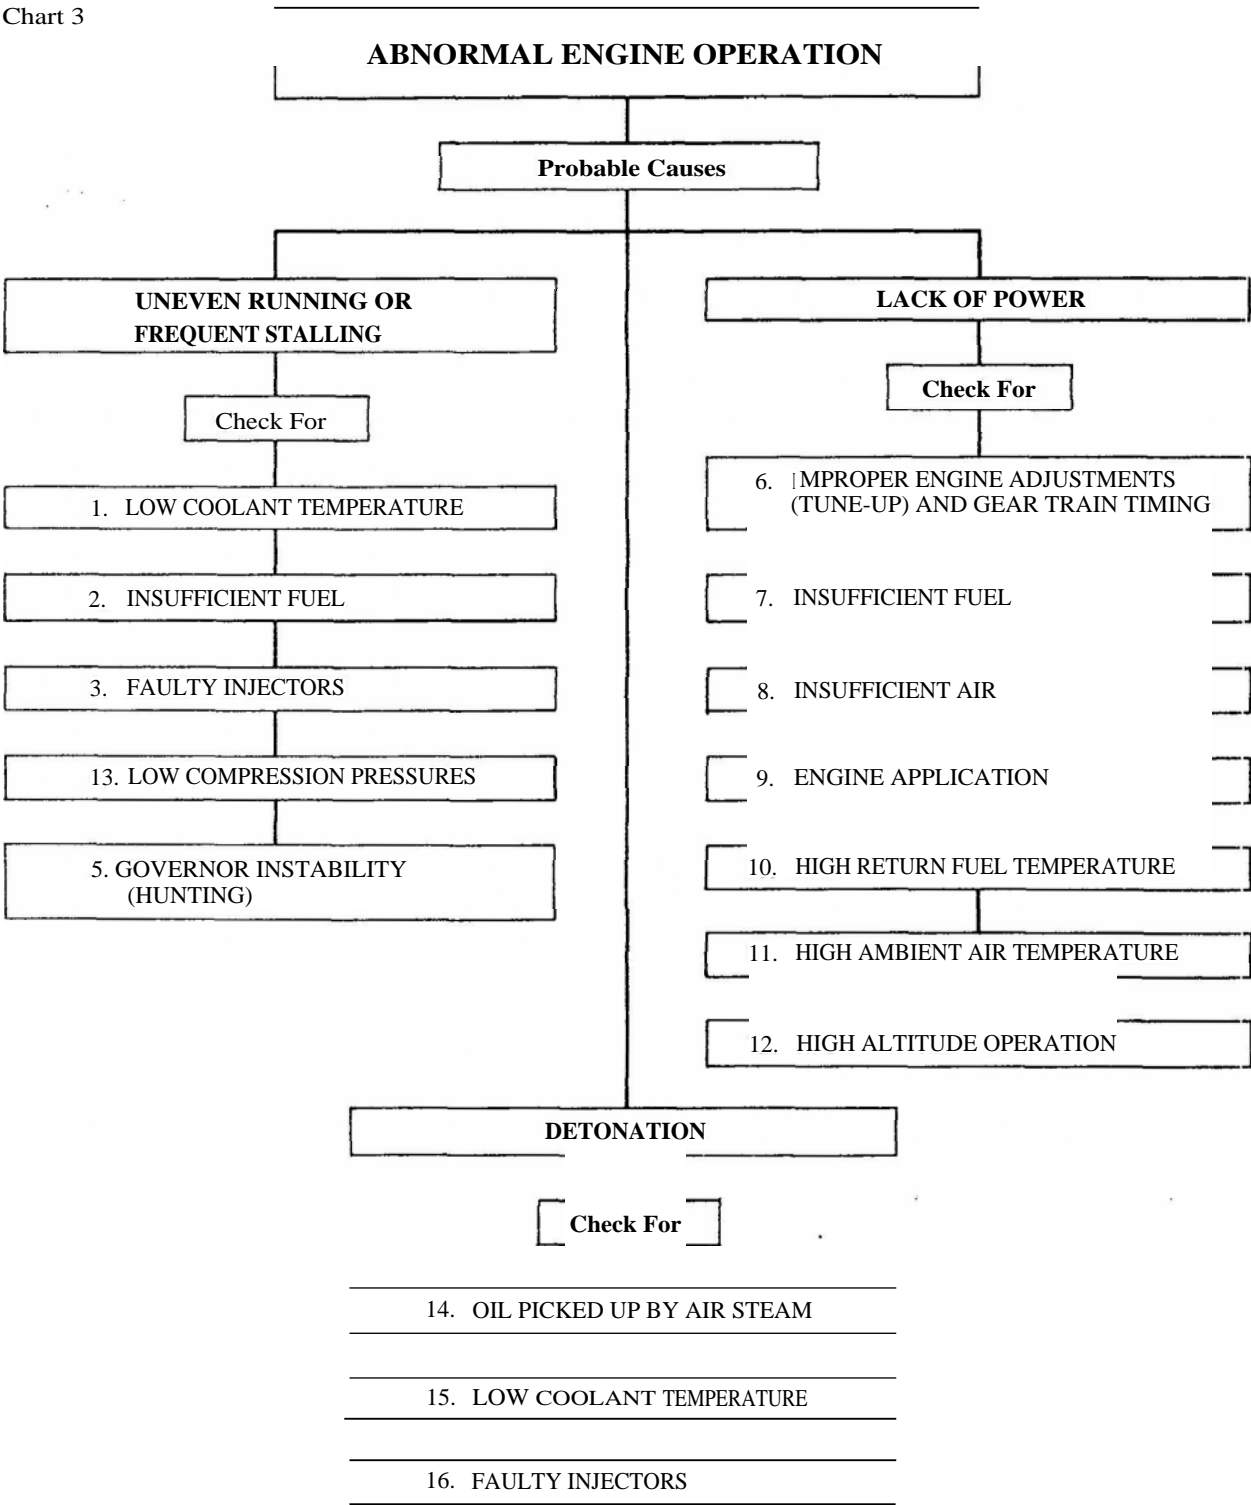 Chart 3
ABNORMAL ENGINE OPERATION
Probable Causes
UNEVEN RUNNING OR
FREQUENT STALLING
Check For
1. LOW COOLANT TEMPERATURE
2. INSUFFICIENT FUEL
3. FAULTY INJECTORS
13. LOW COMPRESSION PRESSURES
5. GOVERNOR INSTABILITY
(HUNTING)
LACK OF POWER
Check For
6. IMPROPER ENGINE ADJUSTMENTS
(TUNE-UP) AND GEAR TRAIN TIMING
7. INSUFFICIENT FUEL
8. INSUFFICIENT AIR
9. ENGINE APPLICATION
10. HIGH RETURN FUEL TEMPERATURE
11. HIGH AMBIENT AIR TEMPERATURE
12. HIGH ALTITUDE OPERATION
DETONATION
Check For
14. OIL PICKED UP BY AIR STEAM
15. LOW COOLANT TEMPERATURE
16. FAULTY INJECTORS